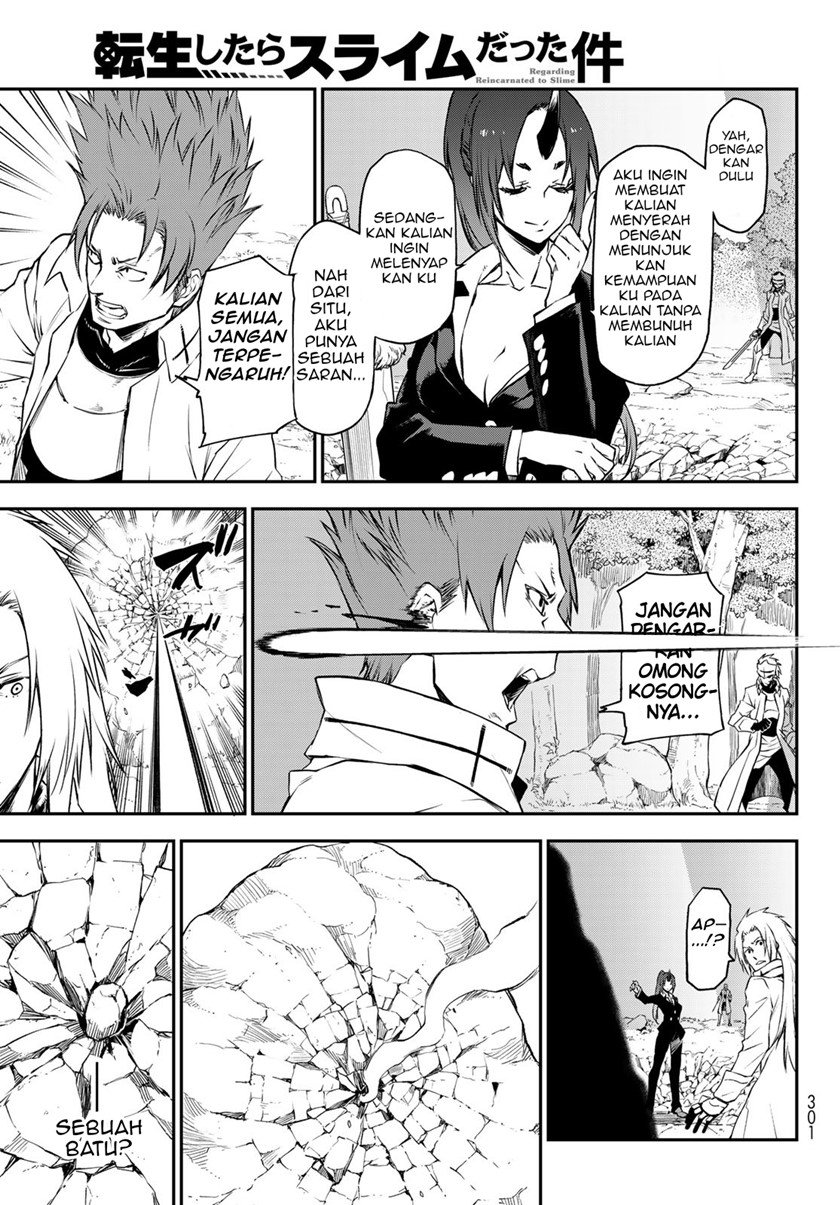 転生したらスライムだった件
Regarding
Reincarnated to Slime
YAH,
DENGAR
KAN
DULU
AKU INGIN
MEMBUAT
KALIAN
MENYERAH
DENGAN
MENUNJUK
KAN
KEMAMPUAN
KU PADA
KALIAN TANPA
MEMBUNUH
KALIAN
SEDANG-
KAN KALIAN
INGIN
MELENYAP
KAN KU
NAH
DARI
SITU, AKU
PUNYA
SEBUAH
SARAN...
KALIAN
SEMUA,
JANGAN
TERPE-
NGARUH!
JANGAN
DENGAR-
KAN
OMONG
KOSONG-
NYA...
ズズ
AP—
...!?
SEBUAH
BATU?
301